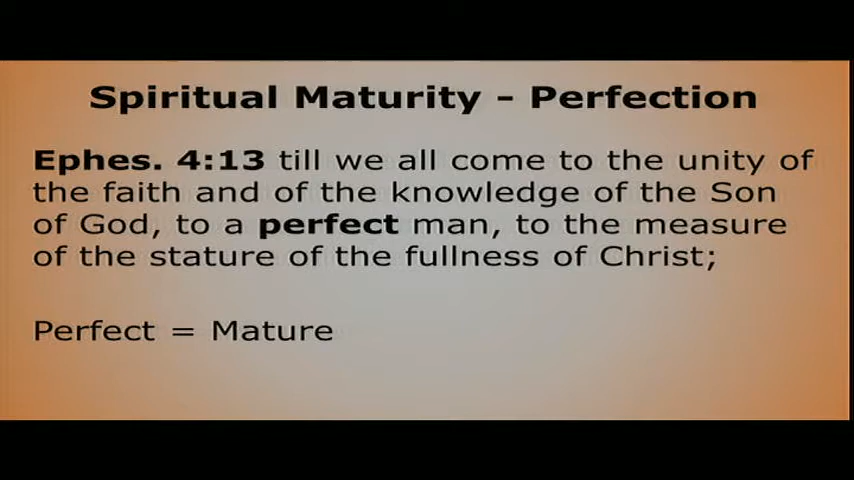 Spiritual Maturity - Perfection
Ephes. 4:13 till we all come to the unity of
the faith and of the knowledge of the Son
of God, to a perfect man, to the measure
of the stature of the fullness of Christ;
Perfect = Mature